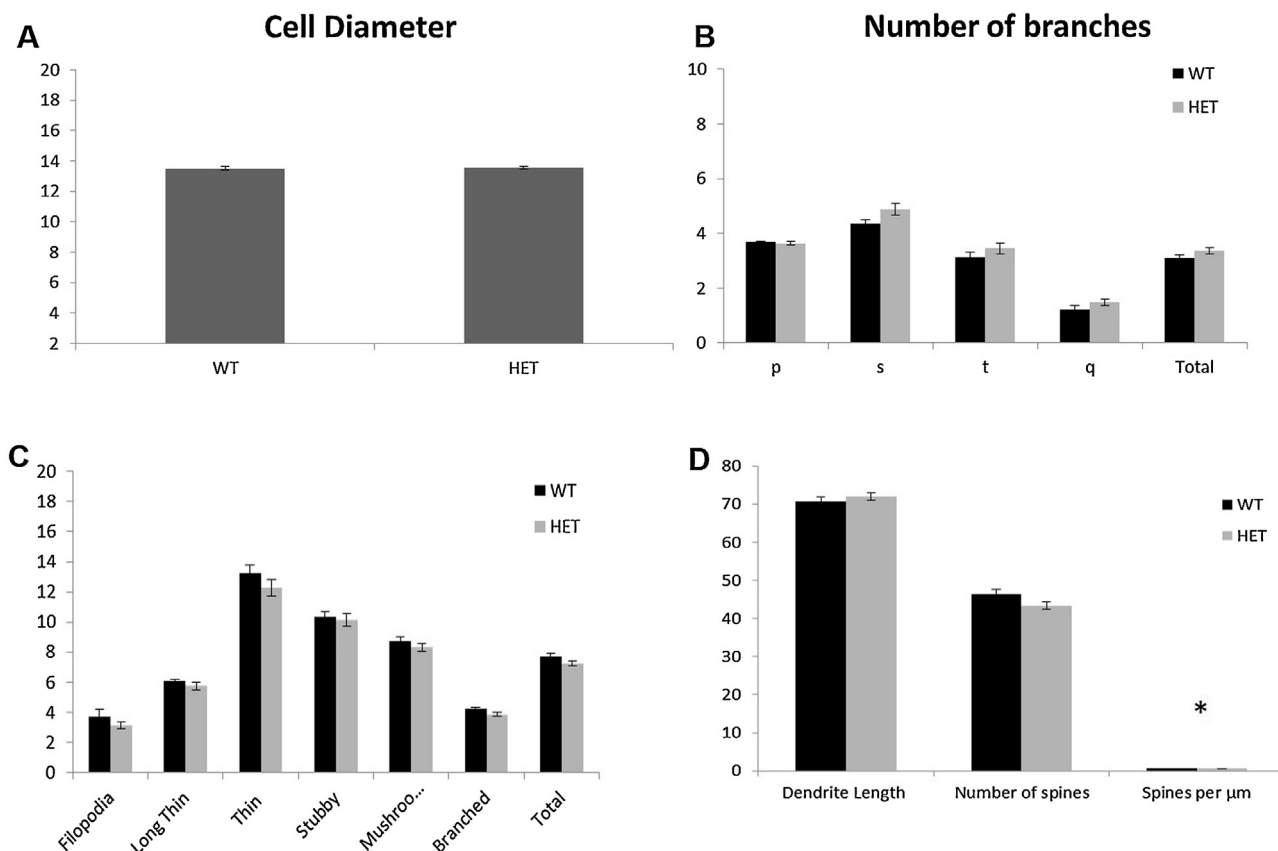 A
Cell Diameter
20
18
16
14
12
10
8
6
4
2
WT
HET
B
Number of branches
10
8
6
4
2
0
WT
HET
p
s
t
q
Total
C
20
18
16
14
12
10
8
6
4
2
0
WT
HET
Filopodia
Long Thin
Thin
Stubby
Mushroo...
Branched
Total
D
80
70
60
50
40
30
20
10
0
WT
HET
*
Dendrite Length
Number of spines
Spines per µm